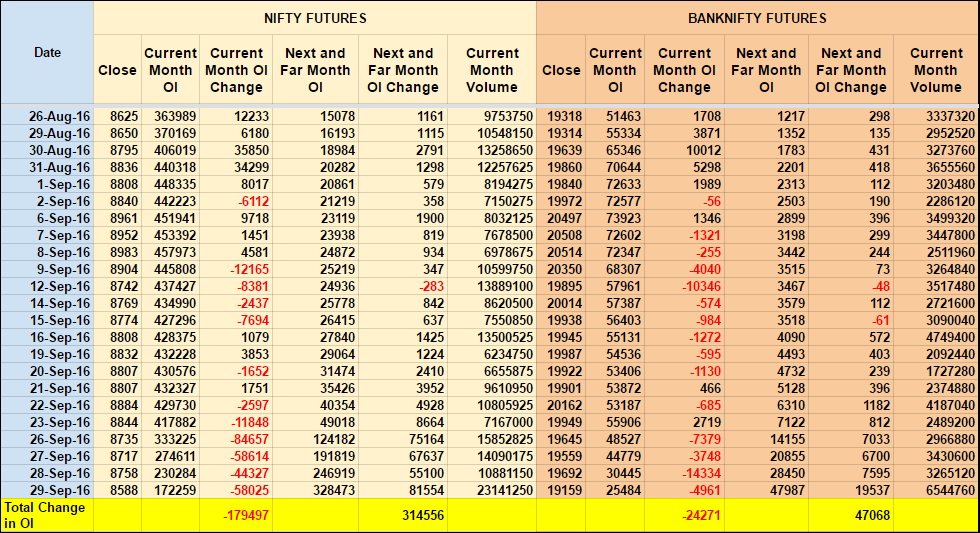 NIFTY FUTURES BANKNIFTY FUTURES
Date Close Current Month OI Current Month OI Change Next and Far Month OI Next and Far Month OI Change Current Month Volume Close Current Month OI Current Month OI Change Next and Far Month OI Next and Far Month OI Change Current Month Volume
26-Aug-16 8625 363989 12233 15078 1161 9753750 19318 51463 1708 1217 298 3337320
29-Aug-16 8650 370169 6180 16193 1115 10548150 19314 55334 3871 1352 135 2952520
30-Aug-16 8795 406019 35850 18984 2791 13258650 19639 65346 10012 1783 431 3273760
31-Aug-16 8836 440318 34299 20282 1298 12257625 19860 70644 5298 2201 418 3655560
1-Sep-16 8808 448335 8017 20861 579 8194275 19840 72633 1989 2313 112 3203480
2-Sep-16 8840 442223 -6112 21219 358 7150275 19972 72577 -56 2503 190 2286120
6-Sep-16 8961 451941 9718 23119 1900 8032125 20497 73923 1346 2899 396 3499320
7-Sep-16 8952 453392 1451 23938 819 7678500 20508 72602 -1321 3198 299 3447800
8-Sep-16 8983 457973 4581 24872 934 6978675 20514 72347 -255 3442 244 2511960
9-Sep-16 8904 445808 -12165 25219 347 10599750 20350 68307 -4040 3515 73 3264840
12-Sep-16 8742 437427 -8381 24936 -283 13889100 19895 57961 -10346 3467 -48 3517480
14-Sep-16 8769 434990 -2437 25778 842 8620500 20014 57387 -574 3579 112 2721600
15-Sep-16 8774 427296 -7694 26415 637 7550850 19938 56403 -984 3518 -61 3090040
16-Sep-16 8808 428375 1079 27840 1425 13500525 19945 55131 -1272 4090 572 4749400
19-Sep-16 8832 432228 3853 29064 1224 6234750 19987 54536 -595 4493 403 2092440
20-Sep-16 8807 430576 -1652 31474 2410 6655875 19922 53406 -1130 4732 239 1727280
21-Sep-16 8807 432327 1751 35426 3952 9610950 19901 53872 466 5128 396 2374880
22-Sep-16 8884 429730 -2597 40354 4928 10805925 20162 53187 -685 6310 1182 4187040
23-Sep-16 8844 417882 -11848 49018 8664 7167000 19949 55906 2719 7122 812 2489200
26-Sep-16 8735 333225 -84657 124182 75164 15852825 19645 48527 -7379 14155 7033 2966880
27-Sep-16 8717 274611 -58614 191819 67637 14090175 19559 44779 -3748 20855 6700 3430600
28-Sep-16 8758 230284 -44327 246919 55100 10881150 19692 30445 -14334 28450 7595 3265120
29-Sep-16 8588 172259 -58025 328473 81554 23141250 19159 25484 -4961 47987 19537 6544760
Total Change in OI -179497 314556 -24271 47068